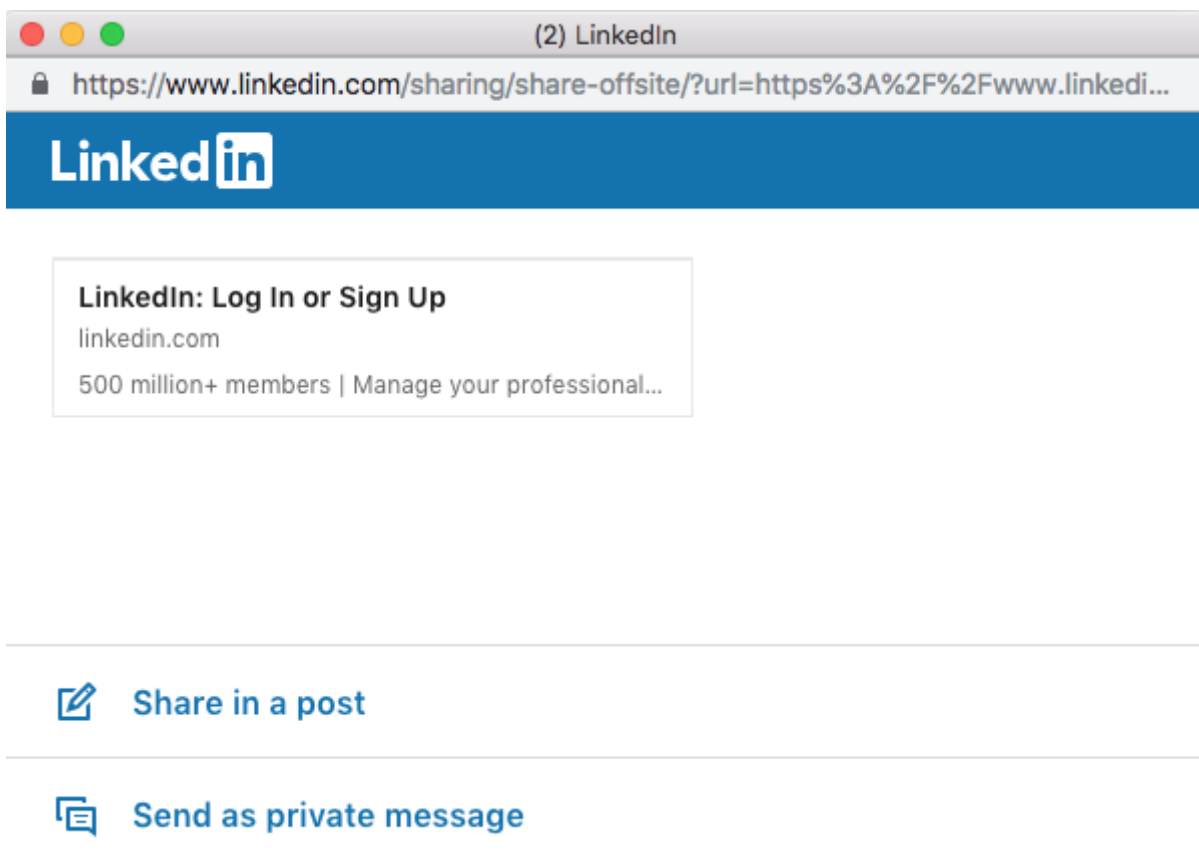 (2) LinkedIn
https://www.linkedin.com/sharing/share-offsite/?url=https%3A%2F%2Fwww.linkedi...
Linkedin
LinkedIn: Log In or Sign Up
linkedin.com
500 million+ members | Manage your professional...
Share in a post
Send as private message